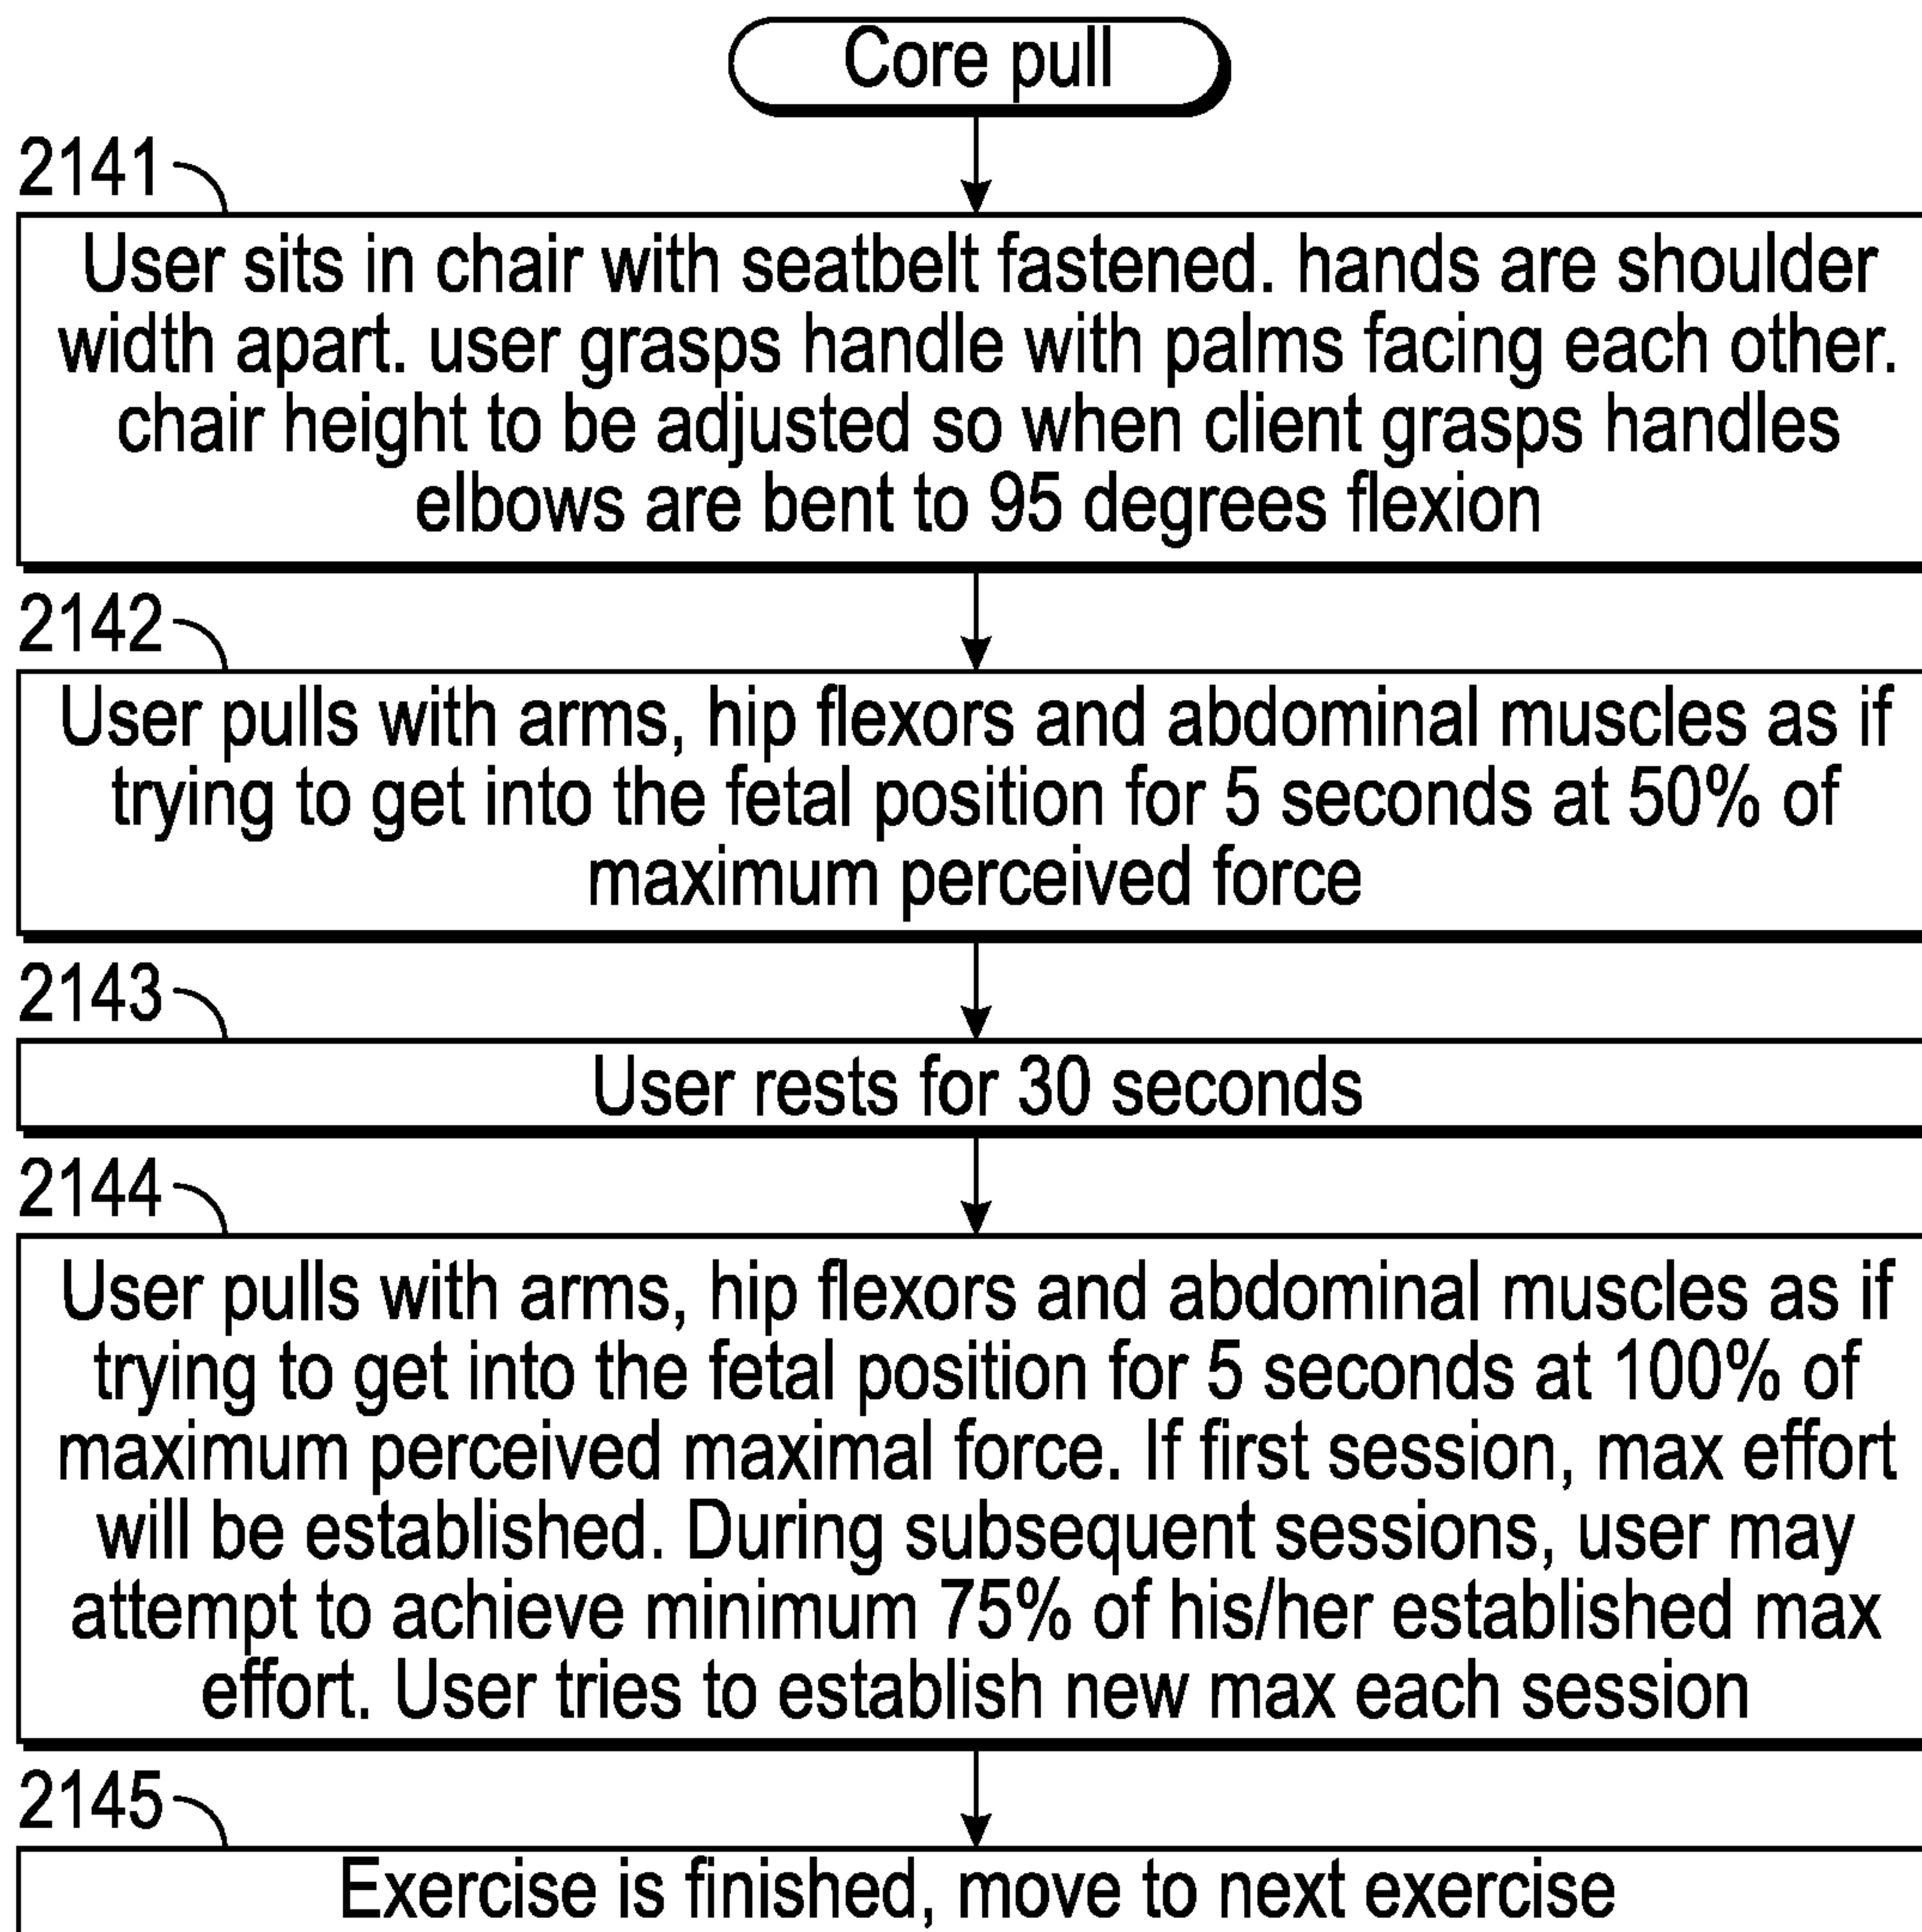 Core pull
2141
User sits in chair with seatbelt fastened. hands are shoulder
width apart. user grasps handle with palms facing each other.
chair height to be adjusted so when client grasps handles
elbows are bent to 95 degrees flexion
2142
User pulls with arms, hip flexors and abdominal muscles as if
trying to get into the fetal position for 5 seconds at 50% of
maximum perceived force
2143
User rests for 30 seconds
2144
User pulls with arms, hip flexors and abdominal muscles as if
trying to get into the fetal position for 5 seconds at 100% of
maximum perceived maximal force. If first session, max effort
will be established. During subsequent sessions, user may
attempt to achieve minimum 75% of his/her established max
effort. User tries to establish new max each session
2145
Exercise is finished, move to next exercise